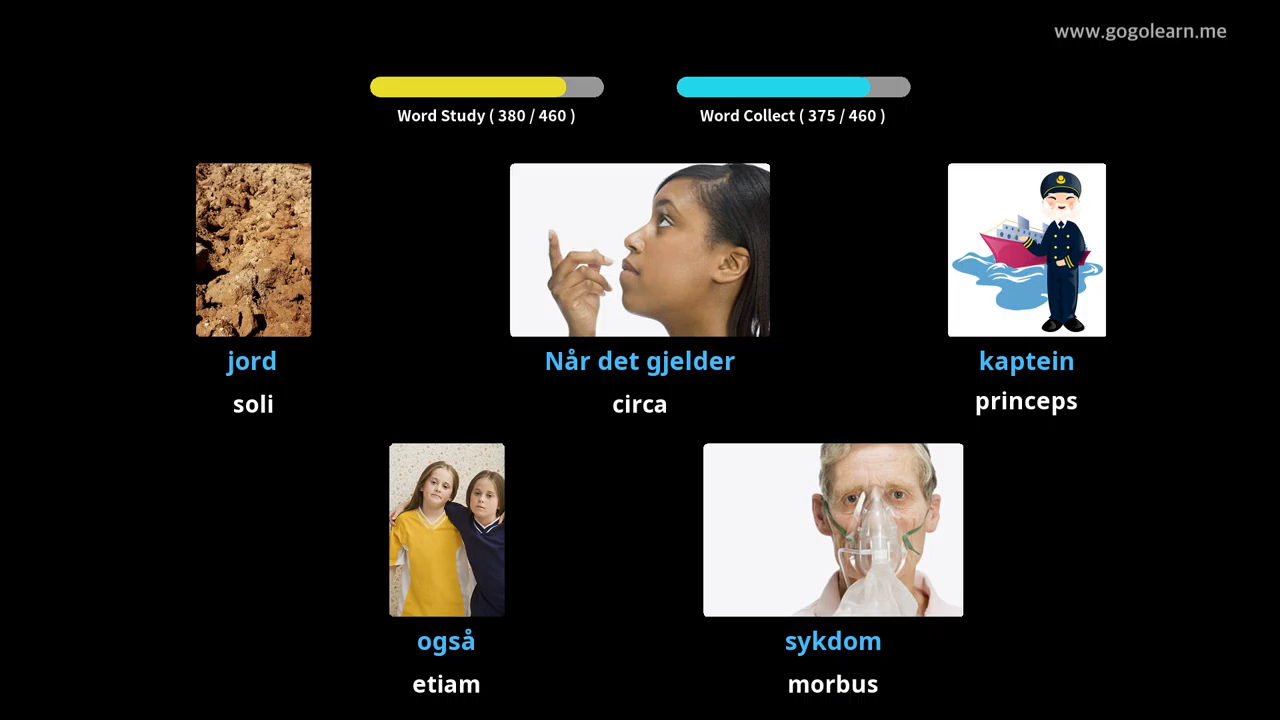 www.gogolearn.me
Word Study ( 380 / 460 )
Word Collect ( 375 / 460 )
jord
Når det gjelder
kaptein
soli
circa
princeps
også
sykdom
etiam
morbus